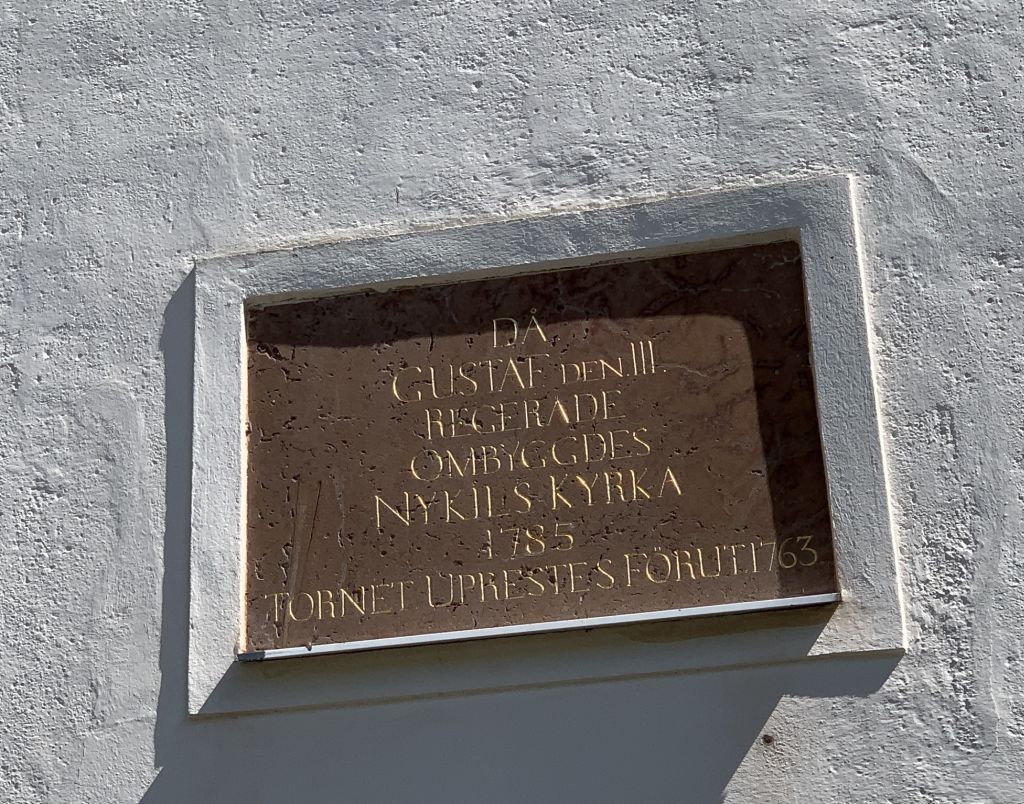 DÅ
GUSTAF DEN III.
REGERADE
OMBYGGDES
NYKILS KYRKA
1785
TORNET UPRESTES FÖRUT 1763